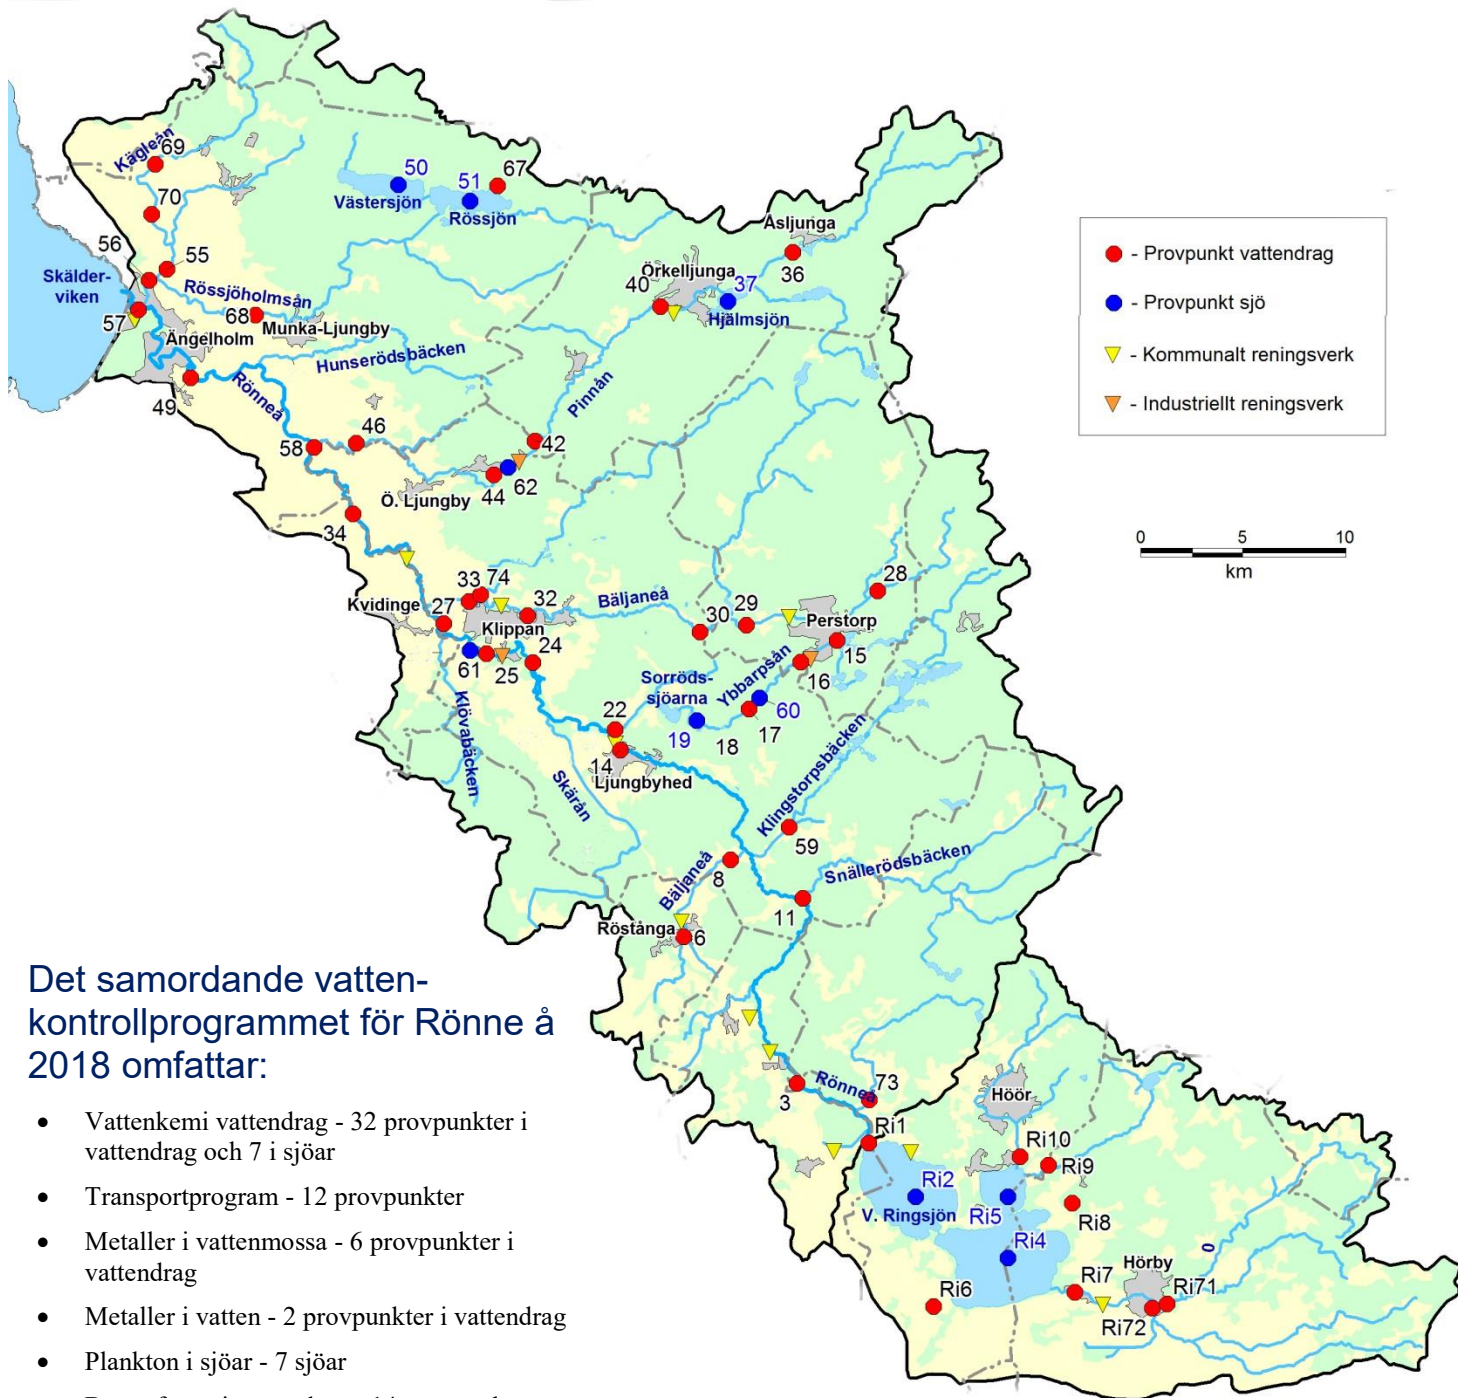 Kägleån
69
70
50
Västersjön
51
Rössjön
67
56
55
Skälder-
viken
57
Rössjöholmsån
68
Munka-Ljungby
Ängelholm
Hunserödsbäcken
49
Rönneå
Åsljunga
36
Örkelljunga
40
37
Hjälmsjön
Pinnån
58
46
42
44
62
Ö. Ljungby
34
- Provpunkt vattendrag
- Provpunkt sjö
- Kommunalt reningsverk
- Industriellt reningsverk
0 5 10
km
33
74
Kvidinge
27
32
Klippan
Bäljaneå
30
29
28
Perstorp
15
16
61
25
24
Sorröds-
sjöarna
Ybbarpsån
60
17
18
19
22
14
Ljungbyhed
Klövabäcken
Skärån
Klingstorpsbäcken
59
Snällerödsbäcken
8
Bäljaneå
11
Röstånga
6
Rönneå
3
73
Ri1
Höör
Ri10
Ri9
Ri2
V. Ringsjön
Ri5
Ri8
Ri4
Ri6
Ri7
Hörby
Ri71
Ri72
0
Det samordande vatten-
kontrollprogrammet för Rönne å
2018 omfattar:
• Vattenkemi vattendrag - 32 provpunkter i
vattendrag och 7 i sjöar
• Transportprogram - 12 provpunkter
• Metaller i vattenmossa - 6 provpunkter i
vattendrag
• Metaller i vatten - 2 provpunkter i vattendrag
• Plankton i sjöar - 7 sjöar